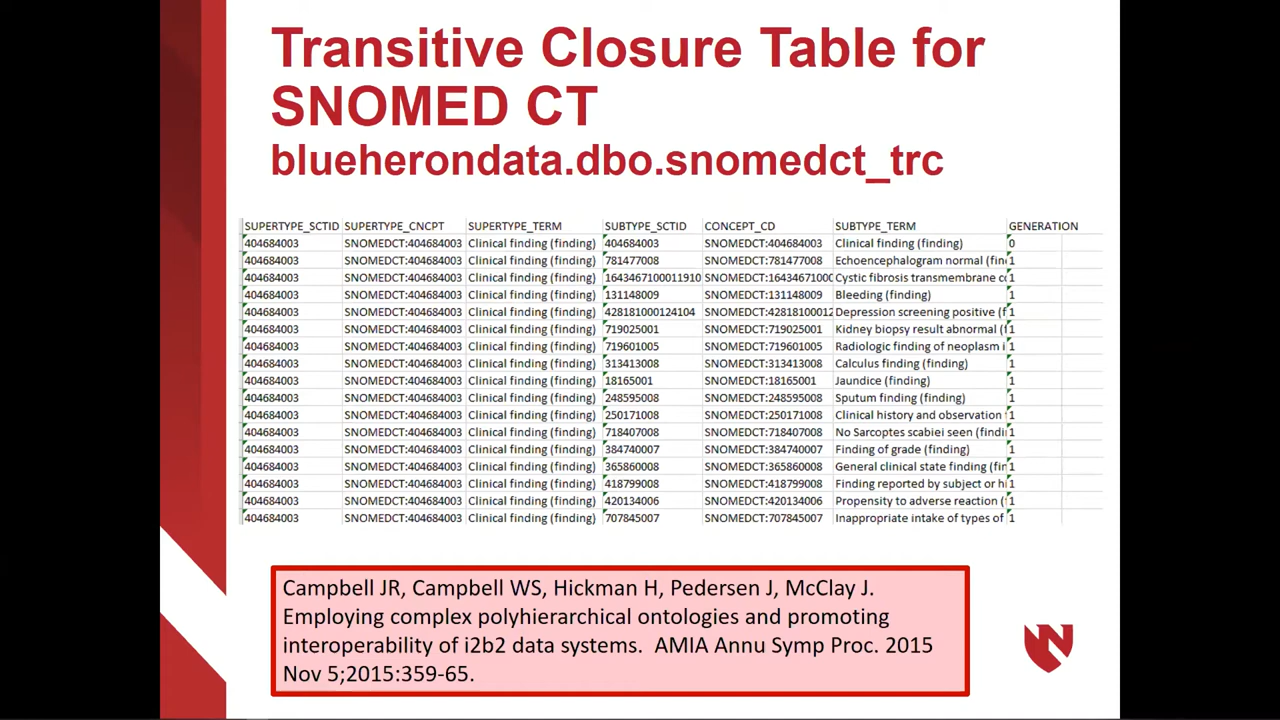 Transitive Closure Table for
SNOMED CT
blueherondata.dbo.snomedct_trc
SUPERTYPE_SCTID SUPERTYPE_CNCPT SUPERTYPE_TERM SUBTYPE_SCTID CONCEPT_CD SUBTYPE_TERM GENERATION
404684003 SNOMEDCT:404684003 Clinical finding (finding) 404684003 SNOMEDCT:404684003 Clinical finding (finding) 0
404684003 SNOMEDCT:404684003 Clinical finding (finding) 781477008 SNOMEDCT:781477008 Echoencephalogram normal (fin 1
404684003 SNOMEDCT:404684003 Clinical finding (finding) 1643467100011910 SNOMEDCT:1643467100 Cystic fibrosis transmembrane co 1
404684003 SNOMEDCT:404684003 Clinical finding (finding) 131148009 SNOMEDCT:131148009 Bleeding (finding) 1
404684003 SNOMEDCT:404684003 Clinical finding (finding) 428181000124104 SNOMEDCT:42818100012 Depression screening positive (f 1
404684003 SNOMEDCT:404684003 Clinical finding (finding) 719025001 SNOMEDCT:719025001 Kidney biopsy result abnormal (f 1
404684003 SNOMEDCT:404684003 Clinical finding (finding) 719601005 SNOMEDCT:719601005 Radiologic finding of neoplasm i 1
404684003 SNOMEDCT:404684003 Clinical finding (finding) 313413008 SNOMEDCT:313413008 Calculus finding (finding) 1
404684003 SNOMEDCT:404684003 Clinical finding (finding) 18165001 SNOMEDCT:18165001 Jaundice (finding) 1
404684003 SNOMEDCT:404684003 Clinical finding (finding) 248595008 SNOMEDCT:248595008 Sputum finding (finding) 1
404684003 SNOMEDCT:404684003 Clinical finding (finding) 250171008 SNOMEDCT:250171008 Clinical history and observation 1
404684003 SNOMEDCT:404684003 Clinical finding (finding) 718407008 SNOMEDCT:718407008 No Sarcoptes scabiei seen (findi 1
404684003 SNOMEDCT:404684003 Clinical finding (finding) 384740007 SNOMEDCT:384740007 Finding of grade (finding) 1
404684003 SNOMEDCT:404684003 Clinical finding (finding) 365860008 SNOMEDCT:365860008 General clinical state finding (fin 1
404684003 SNOMEDCT:404684003 Clinical finding (finding) 418799008 SNOMEDCT:418799008 Finding reported by subject or hi 1
404684003 SNOMEDCT:404684003 Clinical finding (finding) 420134006 SNOMEDCT:420134006 Propensity to adverse reaction ( 1
404684003 SNOMEDCT:404684003 Clinical finding (finding) 707845007 SNOMEDCT:707845007 Inappropriate intake of types of 1
Campbell JR, Campbell WS, Hickman H, Pedersen J, McClay J.
Employing complex polyhierarchical ontologies and promoting
interoperability of i2b2 data systems. AMIA Annu Symp Proc. 2015
Nov 5;2015:359-65.
N